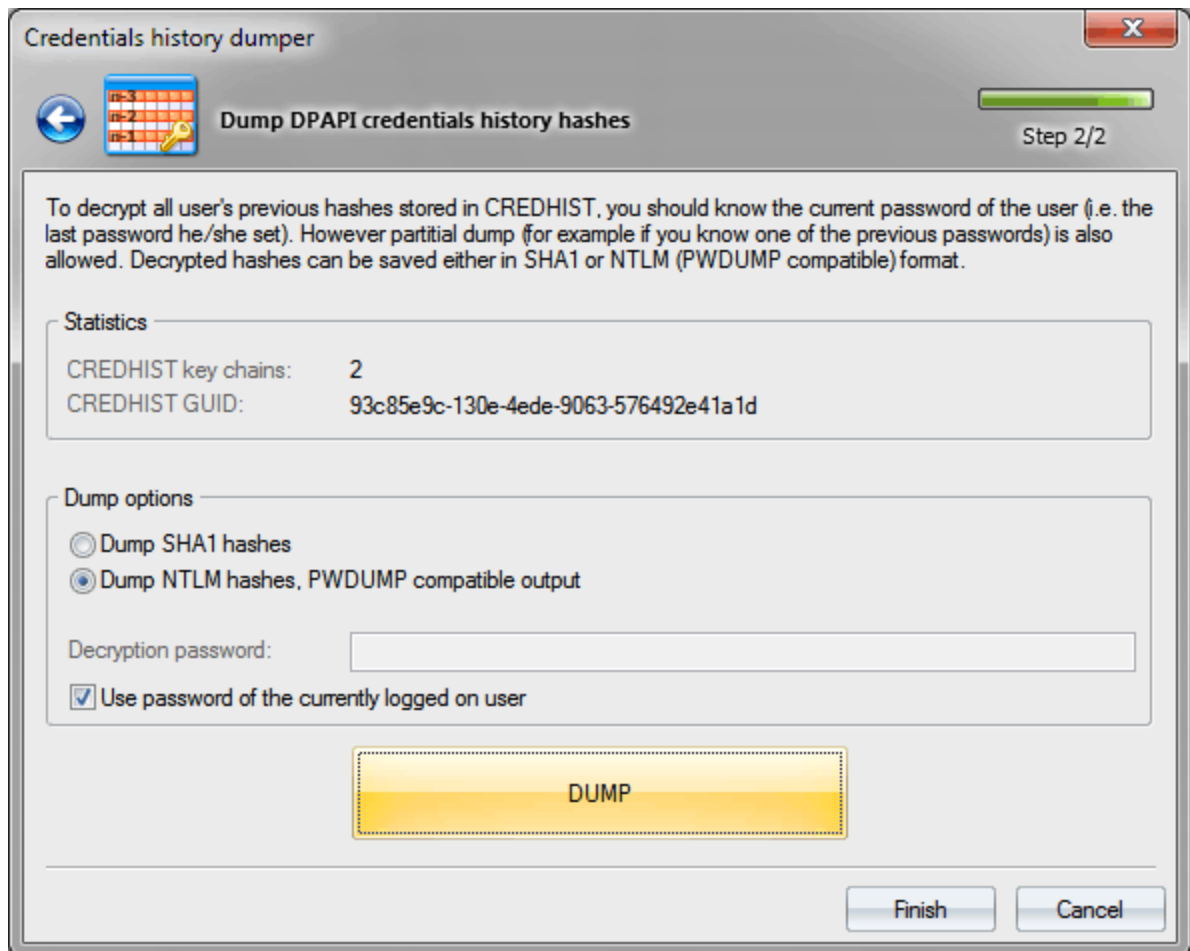 Credentials history dumper
X
n-3
n-2
n-1
Dump DPAPI credentials history hashes
Step 2/2
To decrypt all user's previous hashes stored in CREDHIST, you should know the current password of the user (i.e. the
last password he/she set). However partitial dump (for example if you know one of the previous passwords) is also
allowed. Decrypted hashes can be saved either in SHA1 or NTLM (PWDUMP compatible) format.
Statistics
CREDHIST key chains: 2
CREDHIST GUID: 93c85e9c-130e-4ede-9063-576492e41a1d
Dump options
Dump SHA1 hashes
Dump NTLM hashes, PWDUMP compatible output
Decryption password:
Use password of the currently logged on user
DUMP
Finish Cancel